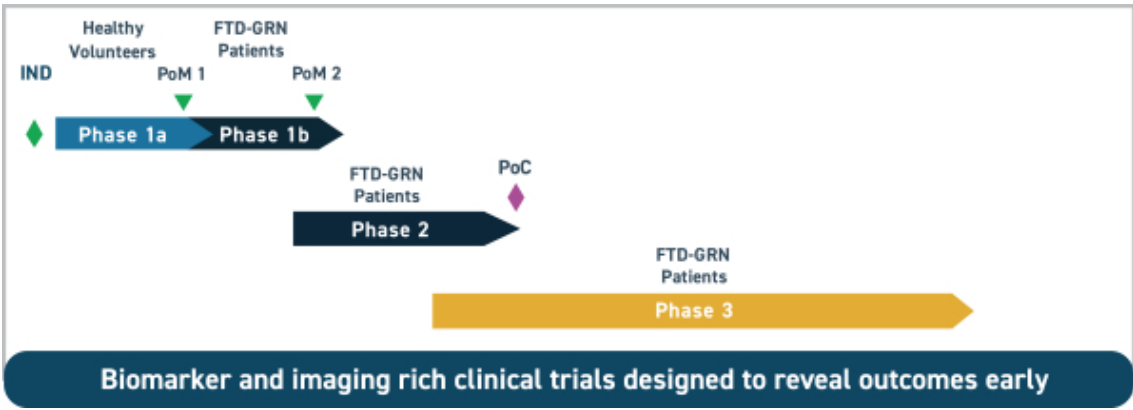 Healthy
Volunteers
FTD-GRN
Patients
IND
PoM 1
PoM 2
Phase 1a
Phase 1b
FTD-GRN
Patients
PoC
Phase 2
FTD-GRN
Patients
Phase 3
Biomarker and imaging rich clinical trials designed to reveal outcomes early